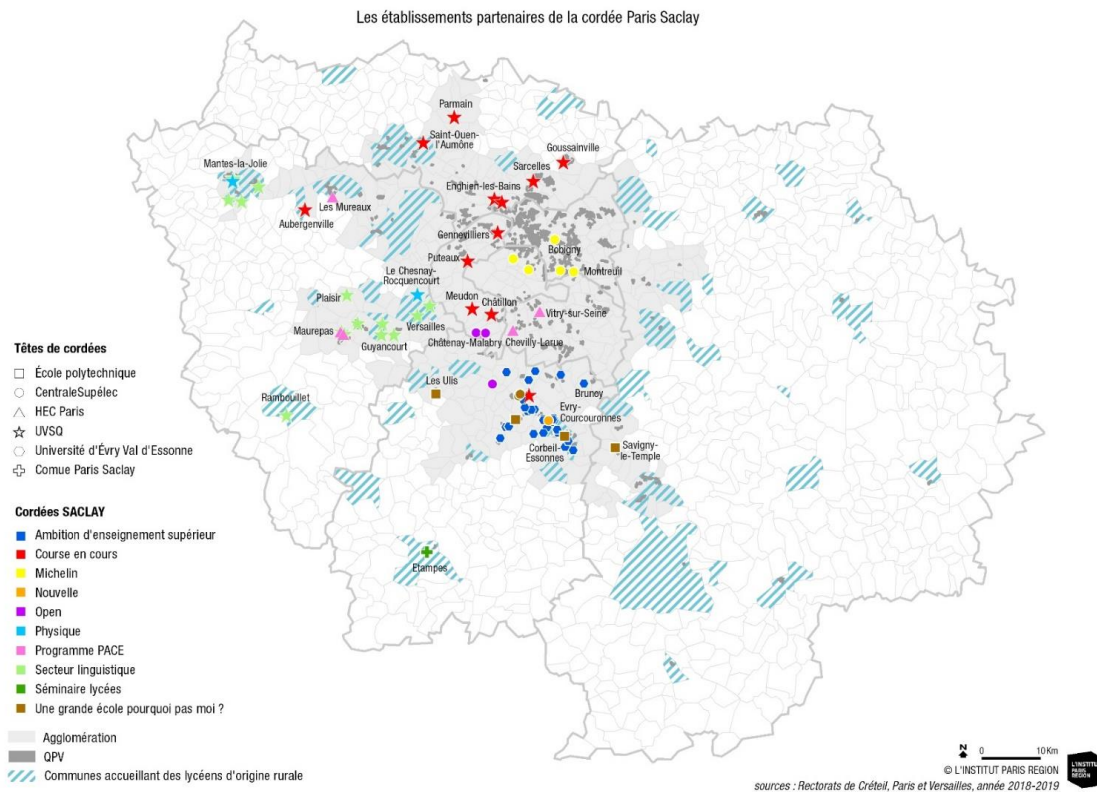 Les établissements partenaires de la cordée Paris Saclay
Parmain
Saint-Ouen-
l'Aumône
Goussainville
Sarcelles
Mantes-la-Jolie
Enghien-les-Bains
Les Mureaux
Aubergenville
Gennevilliers
Bobigny
Puteaux
Montreuil
Le Chesnay-
Rocquencourt
Plaisir
Meudon
Châtillon
Vitry-sur-Seine
Versailles
Maurepas
Guyancourt
Châtenay-Malabry
Chevilly-Larue
Les Ulis
Bruney
Rambouillet
Evry-
Courcouronnes
Savigny-
le-Temple
Corbeil-
Essonnes
Etampes
Têtes de cordées
École polytechnique
CentraleSupélec
HEC Paris
UVSQ
Université d'Évry Val d'Essonne
Comue Paris Saclay
Cordées SACLAY
Ambition d'enseignement supérieur
Course en cours
Michelin
Nouvelle
Open
Physique
Programme PACE
Secteur linguistique
Séminaire lycées
Une grande école pourquoi pas moi ?
Agglomération
QPV
Communes accueillant des lycéens d'origine rurale
N 0 10 Km
© L'INSTITUT PARIS REGION
sources : Rectorats de Créteil, Paris et Versailles, année 2018-2019
L'INSTITUT
PARIS
REGION